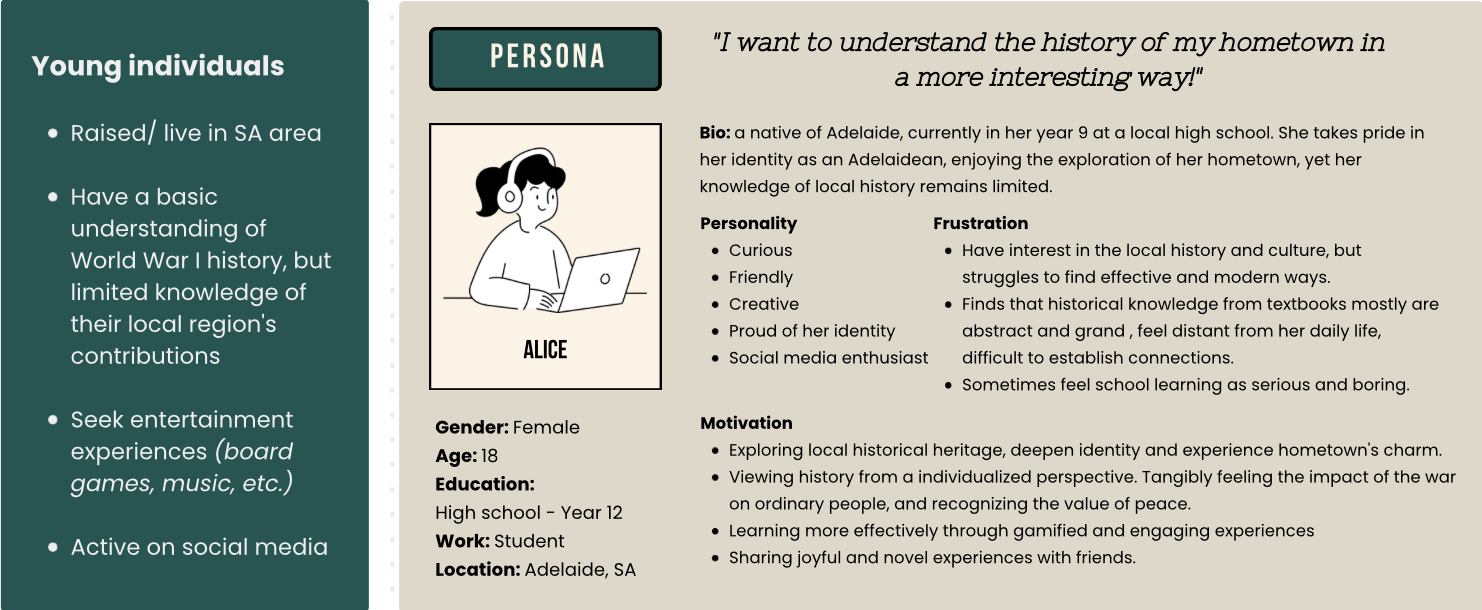 Young individuals
• Raised/ live in SA area
• Have a basic
understanding of
World War I history, but
limited knowledge of
their local region's
contributions
• Seek entertainment
experiences (board
games, music, etc.)
• Active on social media
PERSONA
"I want to understand the history of my hometown in
a more interesting way!"
ALICE
Gender: Female
Age: 18
Education:
High school - Year 12
Work: Student
Location: Adelaide, SA
Bio: a native of Adelaide, currently in her year 9 at a local high school. She takes pride in
her identity as an Adelaidean, enjoying the exploration of her hometown, yet her
knowledge of local history remains limited.
Personality
• Curious
• Friendly
• Creative
• Proud of her identity
• Social media enthusiast
Frustration
• Have interest in the local history and culture, but
struggles to find effective and modern ways.
• Finds that historical knowledge from textbooks mostly are
abstract and grand , feel distant from her daily life,
difficult to establish connections.
• Sometimes feel school learning as serious and boring.
Motivation
• Exploring local historical heritage, deepen identity and experience hometown's charm.
• Viewing history from a individualized perspective. Tangibly feeling the impact of the war
on ordinary people, and recognizing the value of peace.
• Learning more effectively through gamified and engaging experiences
• Sharing joyful and novel experiences with friends.